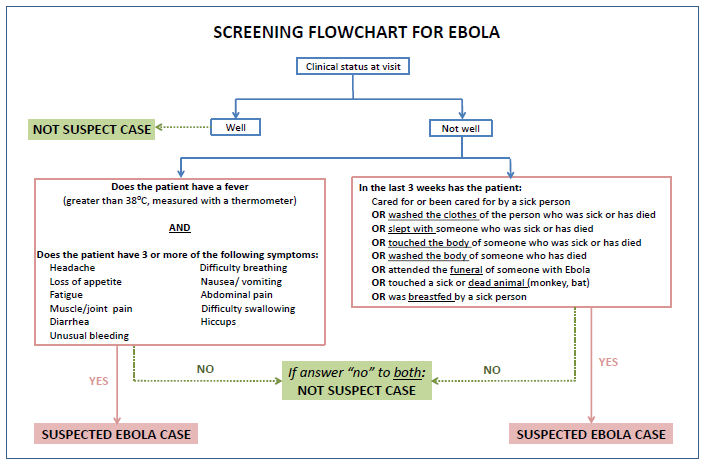 SCREENING FLOWCHART FOR EBOLA
Clinical status at visit
NOT SUSPECT CASE
Well
Not well
Does the patient have a fever
(greater than 38⁰C, measured with a thermometer)
AND
Does the patient have 3 or more of the following symptoms:
Headache
Loss of appetite
Fatigue
Muscle/joint pain
Diarrhea
Unusual bleeding
Difficulty breathing
Nausea/ vomiting
Abdominal pain
Difficulty swallowing
Hiccups
In the last 3 weeks has the patient:
Cared for or been cared for by a sick person
OR washed the clothes of the person who was sick or has died
OR slept with someone who was sick or has died
OR touched the body of someone who was sick or has died
OR washed the body of someone who has died
OR attended the funeral of someone with Ebola
OR touched a sick or dead animal (monkey, bat)
OR was breastfed by a sick person
YES
NO
If answer “no” to both:
NOT SUSPECT CASE
NO
YES
SUSPECTED EBOLA CASE
SUSPECTED EBOLA CASE